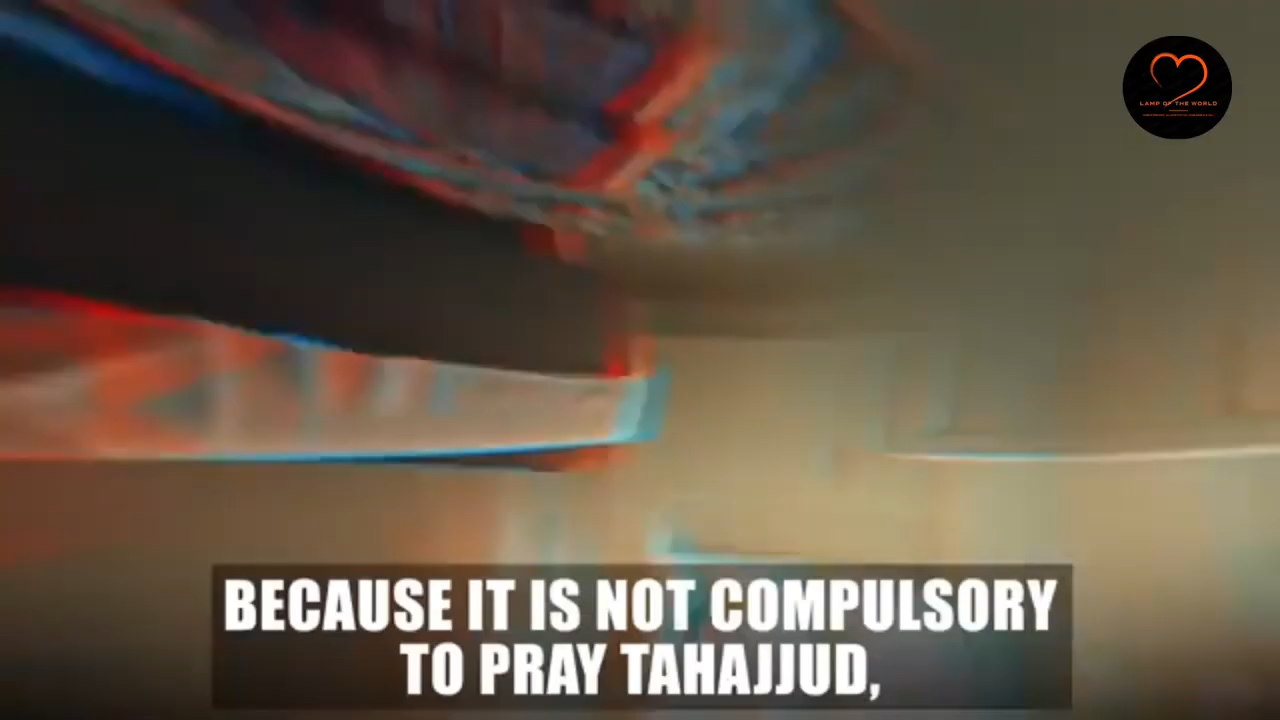 LAMP OF THE WORLD
BECAUSE IT IS NOT COMPULSORY
TO PRAY TAHAJJUD,